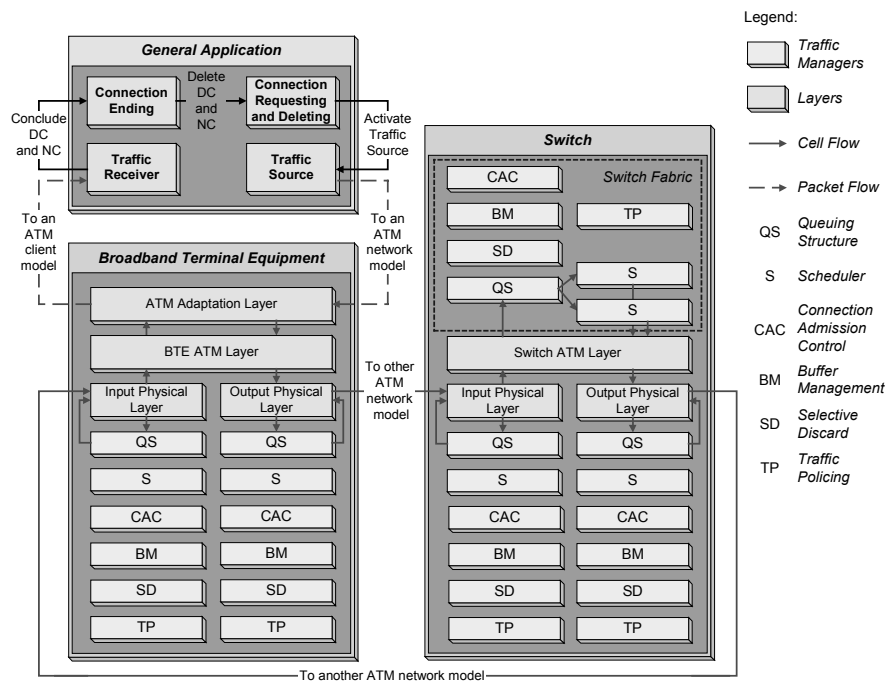 General Application
Connection
Ending
Delete
DC
and
NC
Connection
Requesting
and Deleting
Conclude
DC
and NC
Activate
Traffic
Source
Traffic
Receiver
Traffic
Source
To an
ATM
client
model
To an
ATM
network
model
Broadband Terminal Equipment
ATM Adaptation Layer
BTE ATM Layer
Input Physical
Layer
Output Physical
Layer
QS
QS
S
S
CAC
CAC
BM
BM
SD
SD
TP
TP
To other
ATM
network
model
Switch
Switch Fabric
CAC
BM
TP
SD
S
QS
S
Switch ATM Layer
Input Physical
Layer
Output Physical
Layer
QS
QS
S
S
CAC
CAC
BM
BM
SD
SD
TP
TP
To another ATM network model
Legend:
Traffic
Managers
Layers
Cell Flow
Packet Flow
QS
Queuing
Structure
S
Scheduler
CAC
Connection
Admission
Control
BM
Buffer
Management
SD
Selective
Discard
TP
Traffic
Policing